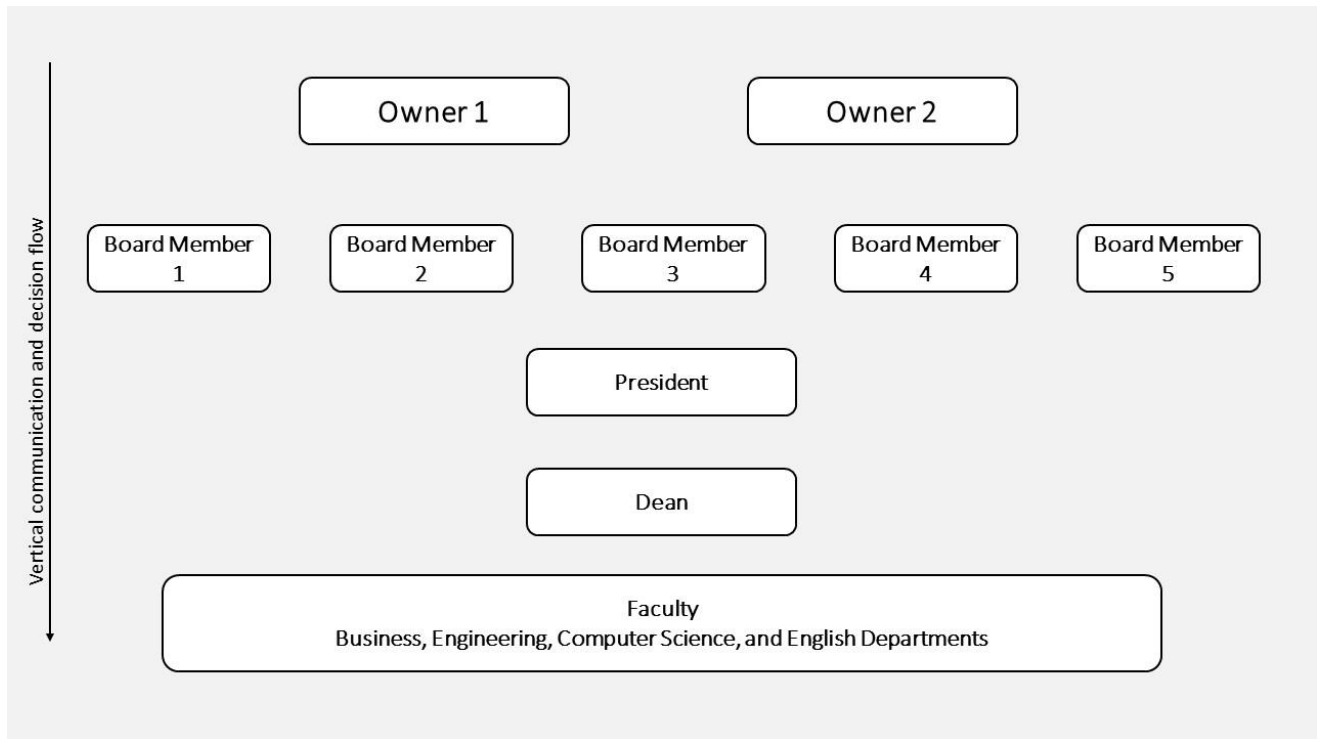 Owner 1
Owner 2
Board Member
1
Board Member
2
Board Member
3
Board Member
4
Board Member
5
President
Dean
Faculty
Business, Engineering, Computer Science, and English Departments
Vertical communication and decision flow